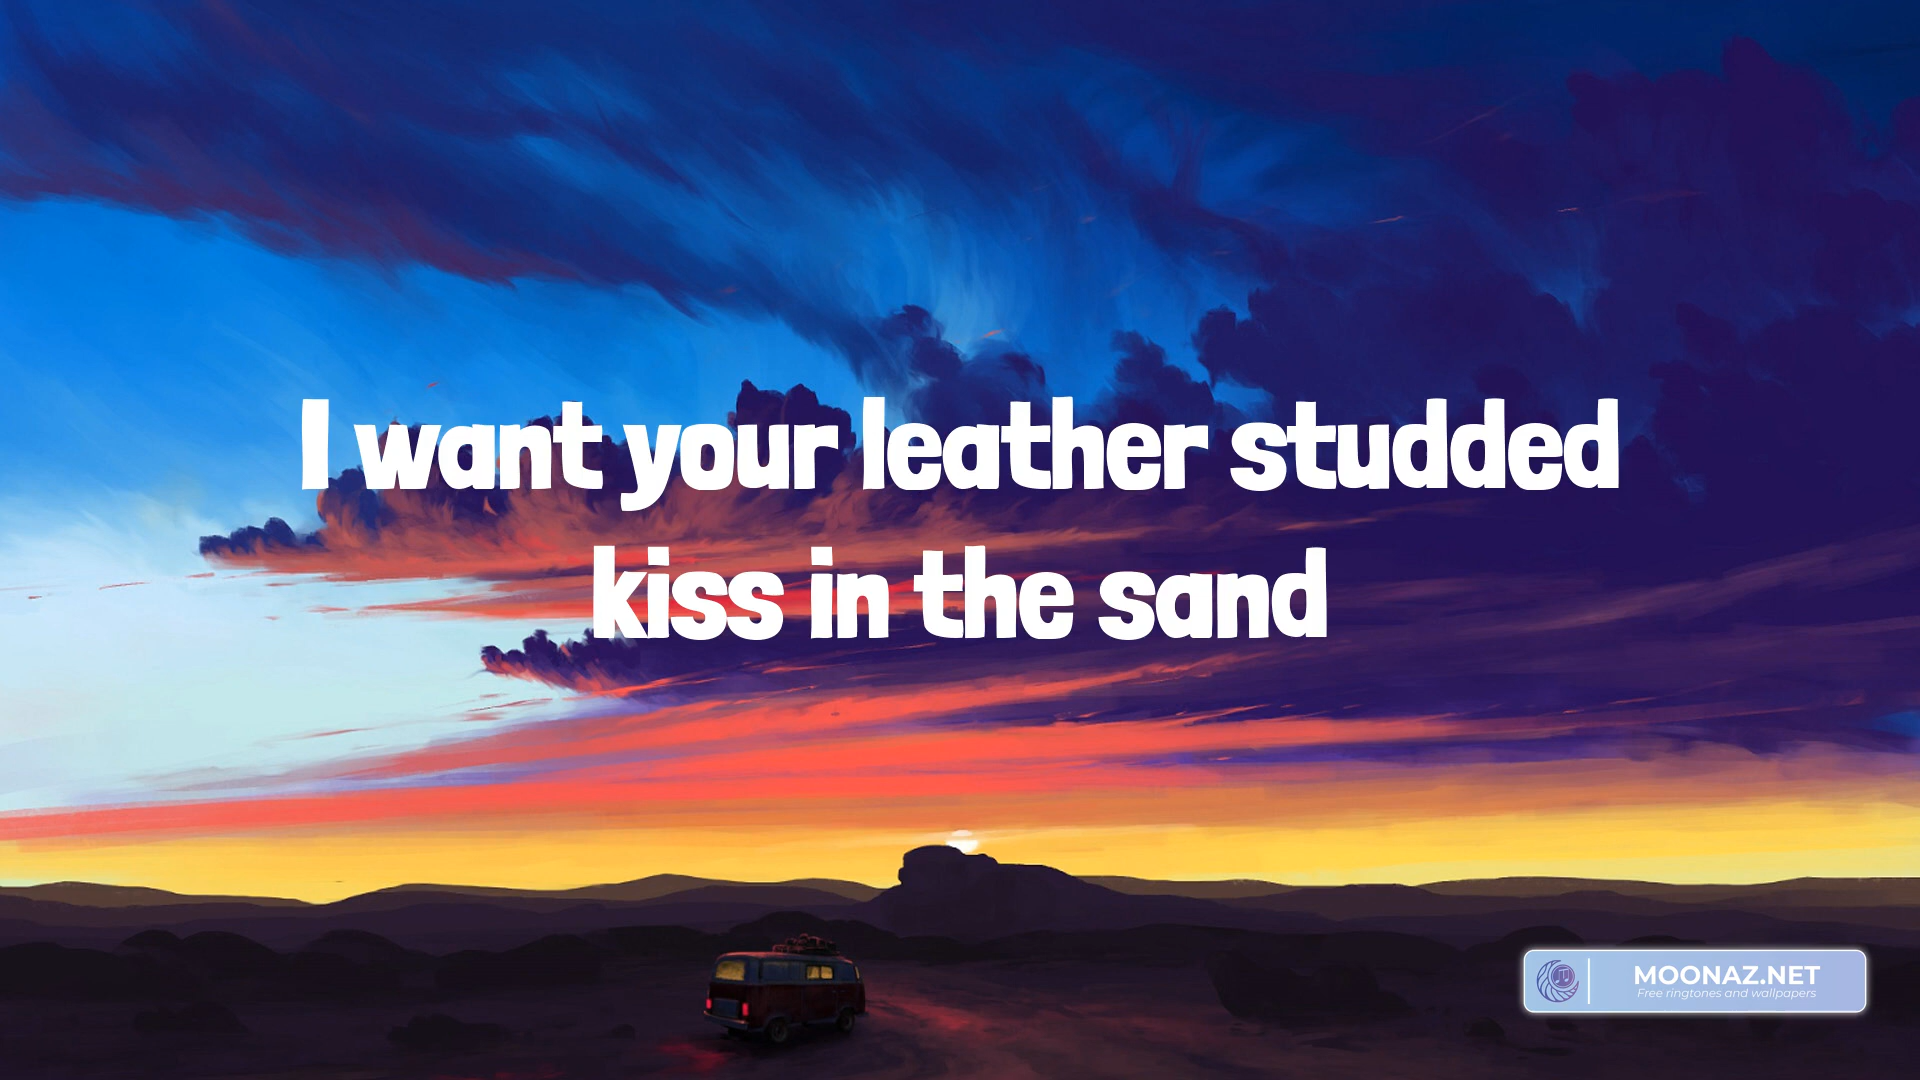 I want your leather studded
kiss in the sand
MOONAZ.NET
Free ringtones and wallpapers